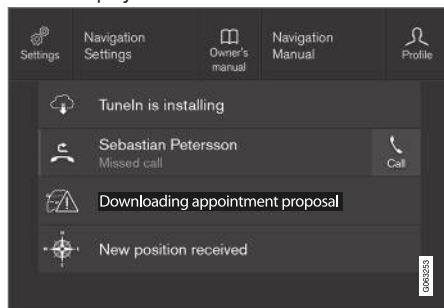 Settings
Navigation
Settings
Owner's
manual
Navigation
Manual
Profile
TuneIn is installing
Sebastian Petersson
Missed call
Call
Downloading appointment proposal
New position received
G063253